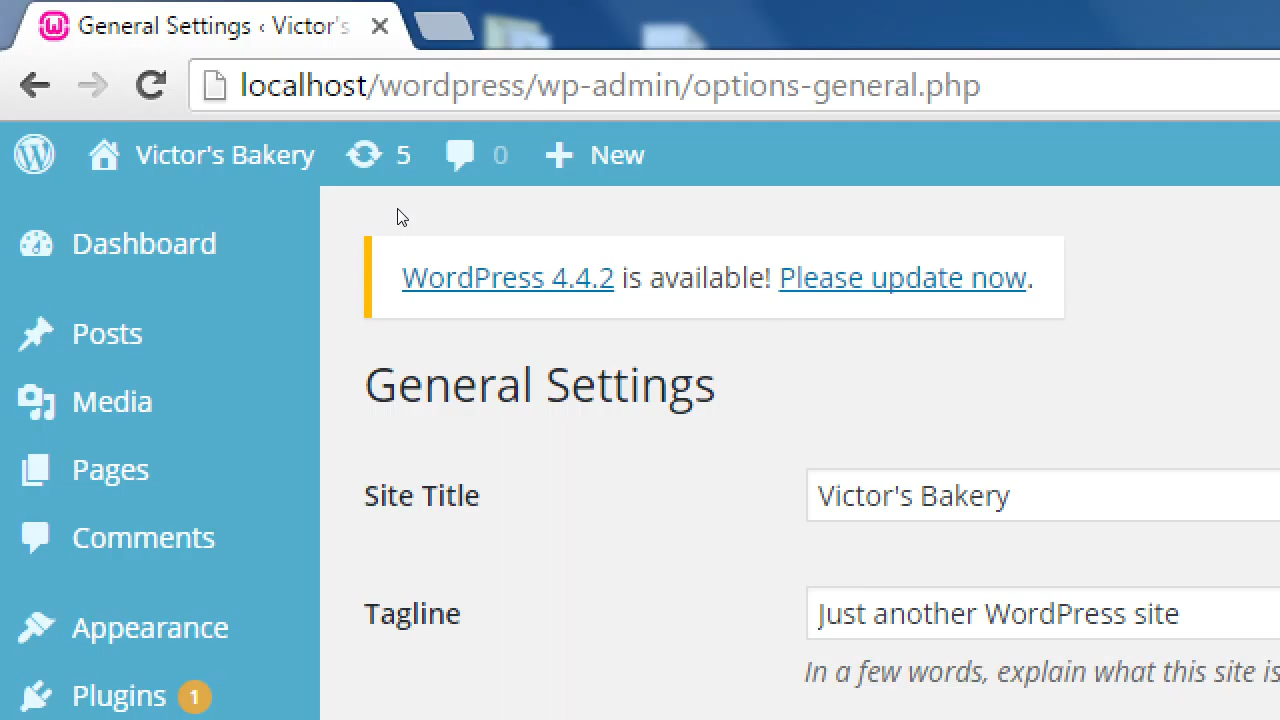 General Settings ‹ Victor's
localhost/wordpress/wp-admin/options-general.php
Victor's Bakery 5 0 New
Dashboard
WordPress 4.4.2 is available! Please update now.
Posts
General Settings
Media
Pages
Site Title Victor's Bakery
Comments
Tagline Just another WordPress site
Appearance
In a few words, explain what this site is
Plugins 1